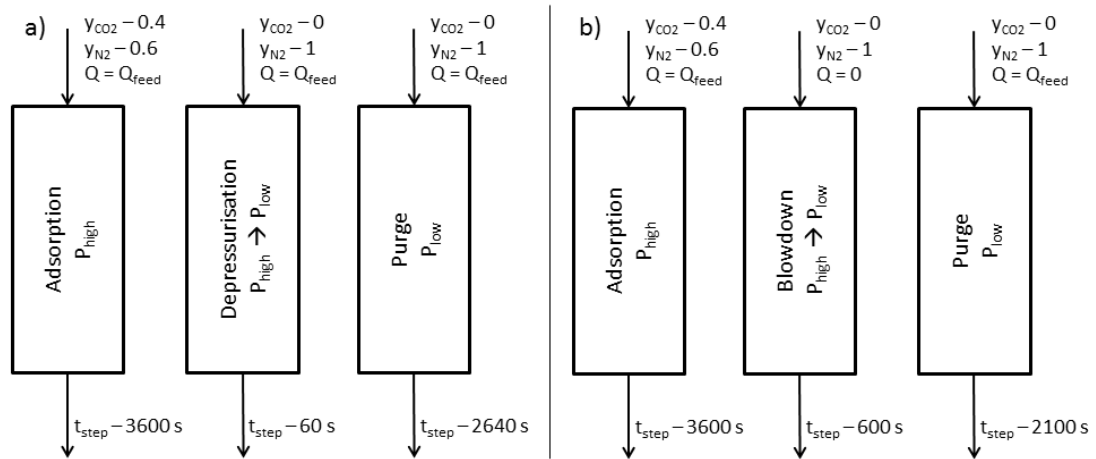 a)
y_CO2 – 0.4
y_N2 – 0.6
Q = Q_feed
Adsorption
P_high
t_step – 3600 s
y_CO2 – 0
y_N2 – 1
Q = Q_feed
Depressurisation
P_high → P_low
t_step – 60 s
y_CO2 – 0
y_N2 – 1
Q = Q_feed
Purge
P_low
t_step – 2640 s
b)
y_CO2 – 0.4
y_N2 – 0.6
Q = Q_feed
Adsorption
P_high
t_step – 3600 s
y_CO2 – 0
y_N2 – 1
Q = 0
Blowdown
P_high → P_low
t_step – 600 s
y_CO2 – 0
y_N2 – 1
Q = Q_feed
Purge
P_low
t_step – 2100 s